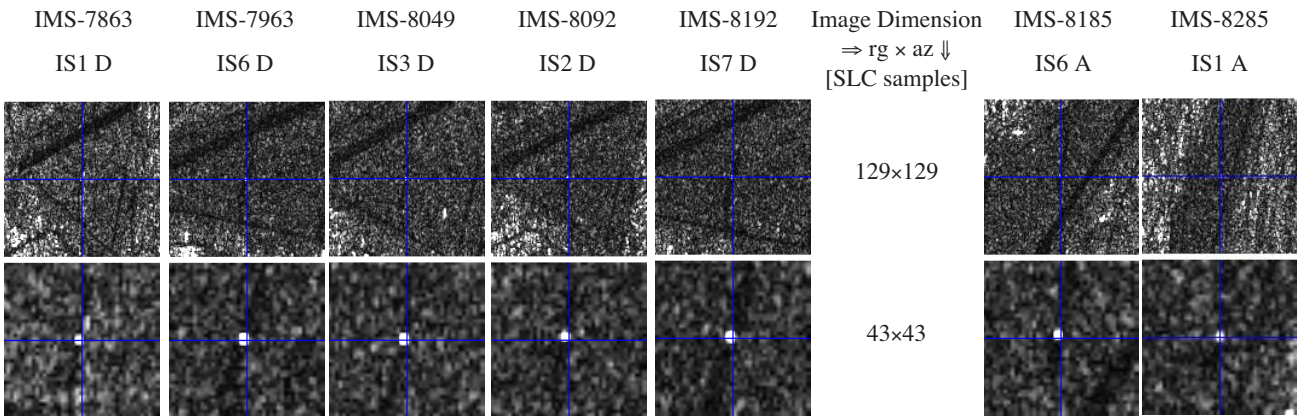 IMS-7863 IMS-7963 IMS-8049 IMS-8092 IMS-8192 Image Dimension IMS-8185 IMS-8285
⇒ rg × az ⇓
IS1 D IS6 D IS3 D IS2 D IS7 D IS6 A IS1 A
[SLC samples]
129×129
43×43